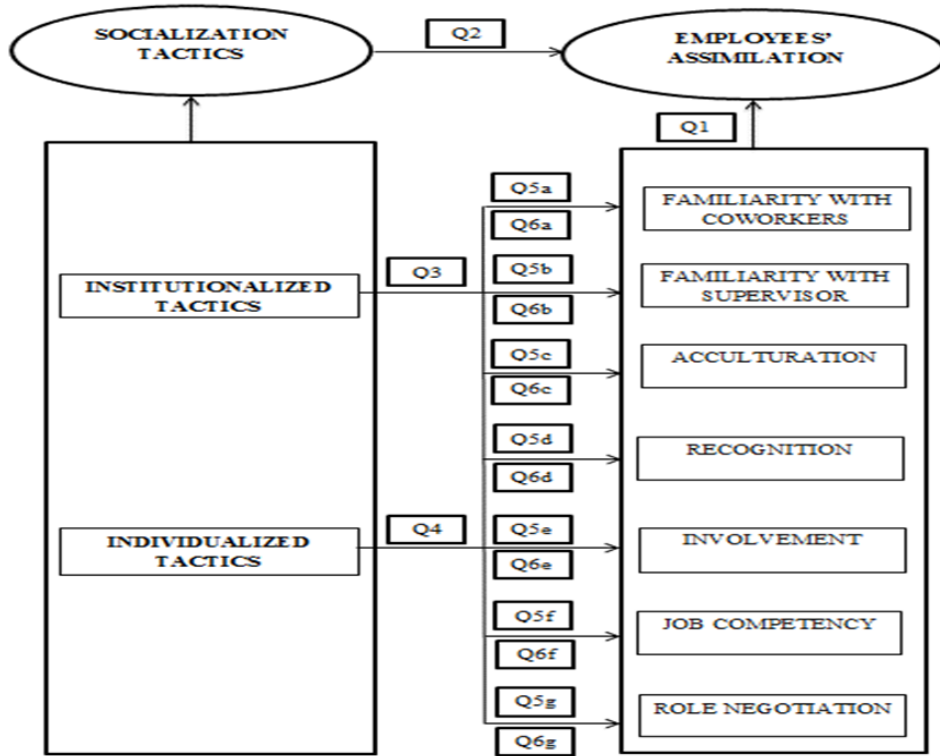 SOCIALIZATION
TACTICS
Q2
EMPLOYEES'
ASSIMILATION
Q1
Q5a
FAMILIARITY WITH
COWORKERS
Q6a
Q3
Q5b
INSTITUTIONALIZED
TACTICS
FAMILIARITY WITH
SUPERVISOR
Q6b
Q5c
ACCULTURATION
Q6c
Q5d
RECOGNITION
Q6d
Q4
Q5e
INDIVIDUALIZED
TACTICS
INVOLVEMENT
Q6e
Q5f
JOB COMPETENCY
Q6f
Q5g
ROLE NEGOTIATION
Q6g